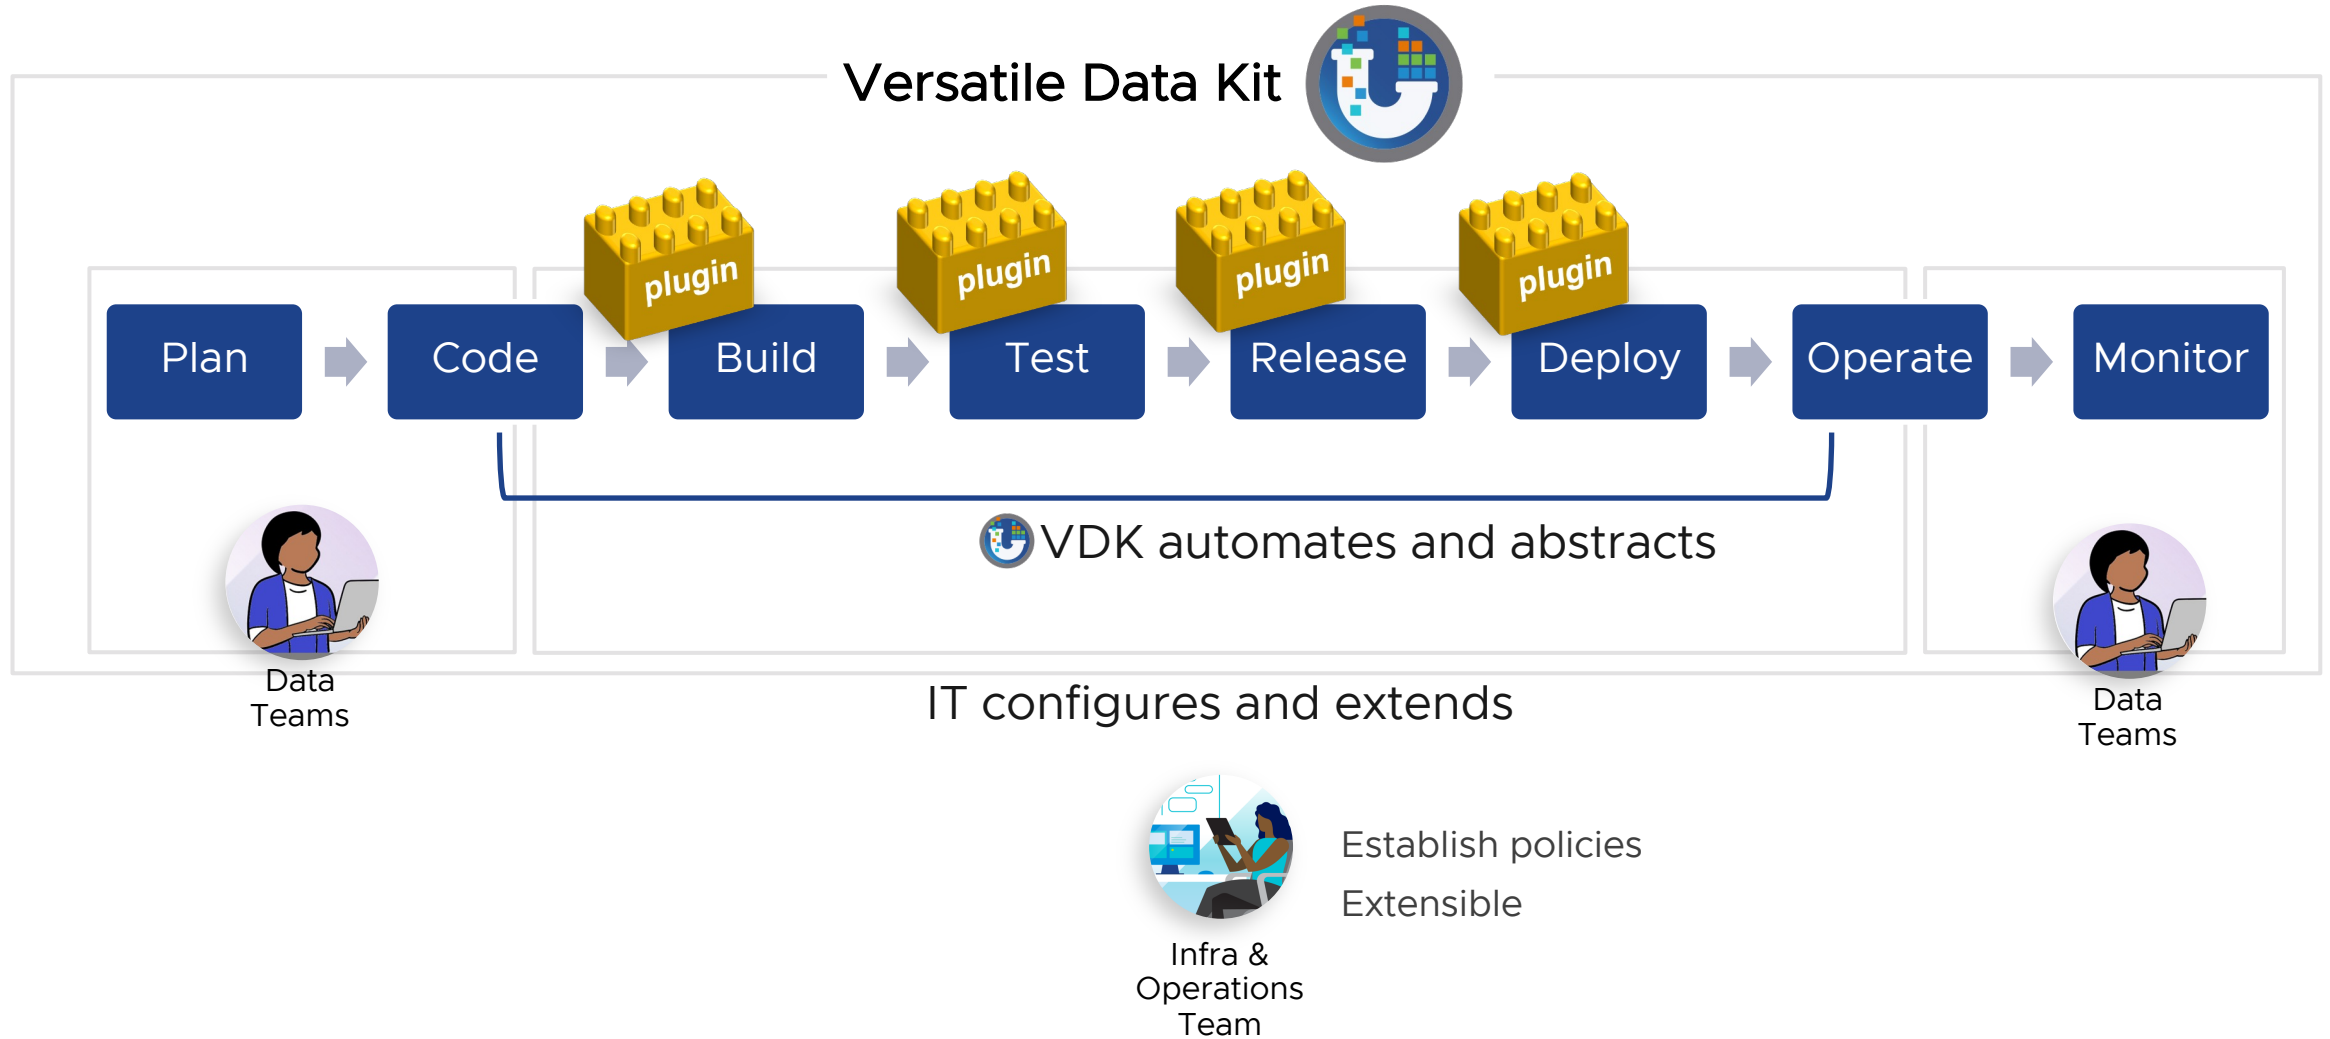 Versatile Data Kit
plugin
plugin
plugin
plugin
Plan
Code
Build
Test
Release
Deploy
Operate
Monitor
VDK automates and abstracts
Data
Teams
Data
Teams
IT configures and extends
Establish policies
Extensible
Infra &
Operations
Team